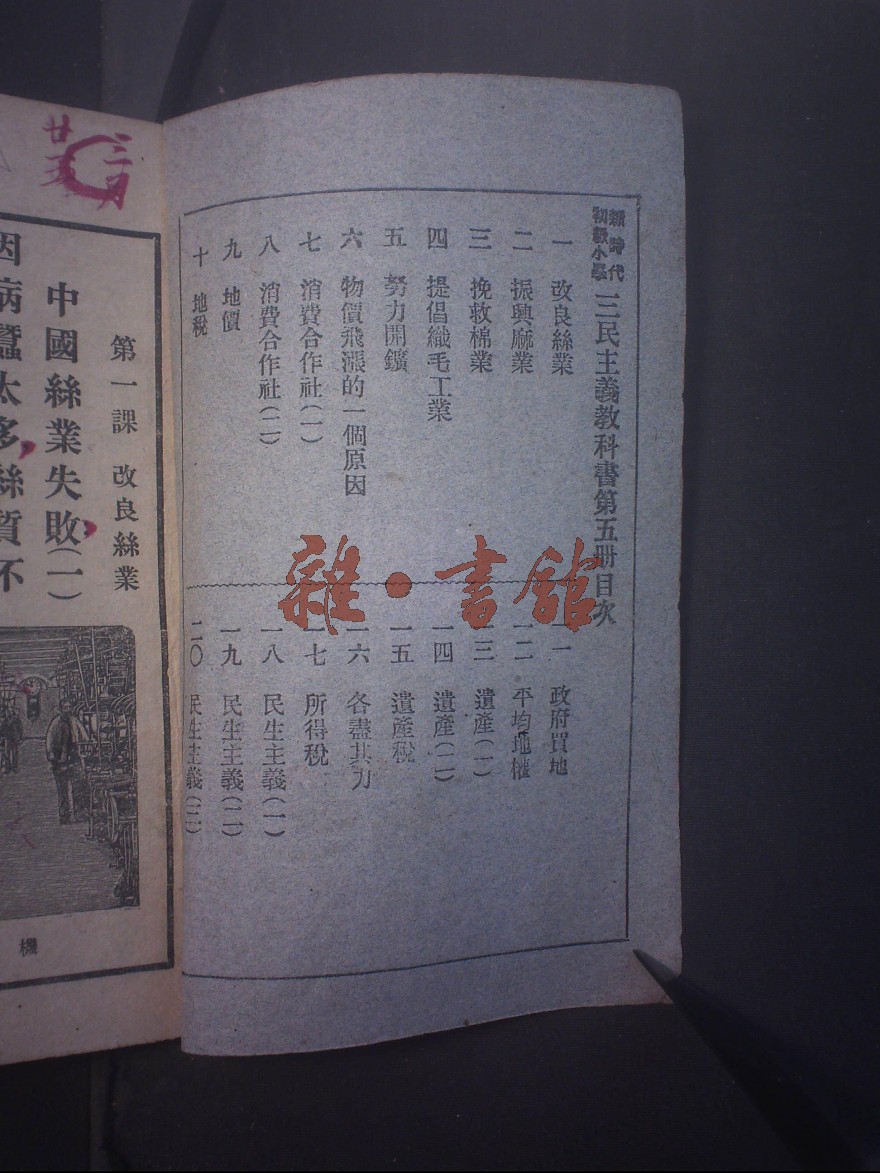 新時代
初級小學
三民主義教科書第五册目次
一 改良絲業
二 振興麻業
三 挽救棉業
四 提倡織毛工業
五 努力開鑛
六 物價飛漲的一個原因
七 消費合作社(一)
八 消費合作社(二)
九 地價
十 地稅
一一 政府買地
一二 平均地權
一三 遺產(一)
一四 遺產(二)
一五 遺產稅
一六 各盡其力
一七 所得稅
一八 民生主義(一)
一九 民生主義(二)
二〇 民生主義(三)
雜·書館
第一課 改良絲業
中國絲業失敗(一)
因病蠶太多絲質不
機